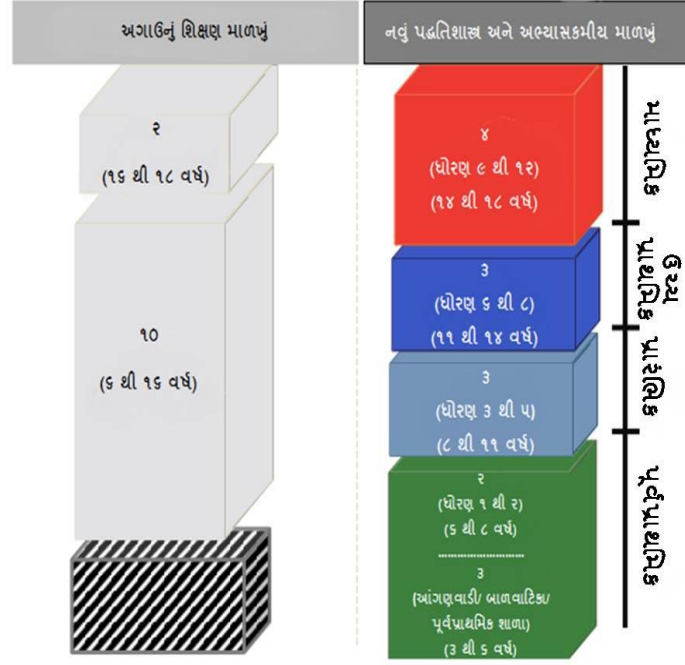 અગાઉનું શિક્ષણ માળખું
૨
(૧૬ થી ૧૮ વર્ષ)
૧૦
(૬ થી ૧૬ વર્ષ)
નવું પદ્ધતિશાસ્ત્ર અને અભ્યાસક્રમીય માળખું
૪
(ધોરણ ૯ થી ૧૨)
(૧૪ થી ૧૮ વર્ષ)
૩
(ધોરણ ૬ થી ૮)
(૧૧ થી ૧૪ વર્ષ)
૩
(ધોરણ ૩ થી ૫)
(૮ થી ૧૧ વર્ષ)
૨
(ધોરણ ૧ થી ૨)
(૬ થી ૮ વર્ષ)
..........................
૩
(આંગણવાડી/ બાળવાટિકા/
પૂર્વપ્રાથમિક શાળા)
(૩ થી ૬ વર્ષ)
માધ્યમિક
ઉચ્ચ
પ્રાથમિક
પ્રારંભિક
પૂર્વપ્રાથમિક